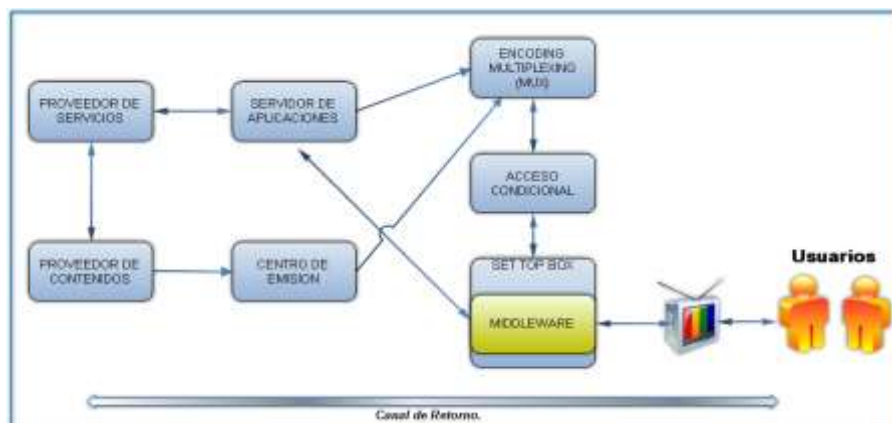 PROVEEDOR DE
SERVICIOS
SERVIDOR DE
APLICACIONES
ENCODING
MULTIPLEXING
(MUX)
ACCESO
CONDICIONAL
PROVEEDOR DE
CONTENIDOS
CENTRO DE
EMISION
SET TOP BOX
MIDDLEWARE
Usuarios
Canal de Retorno.